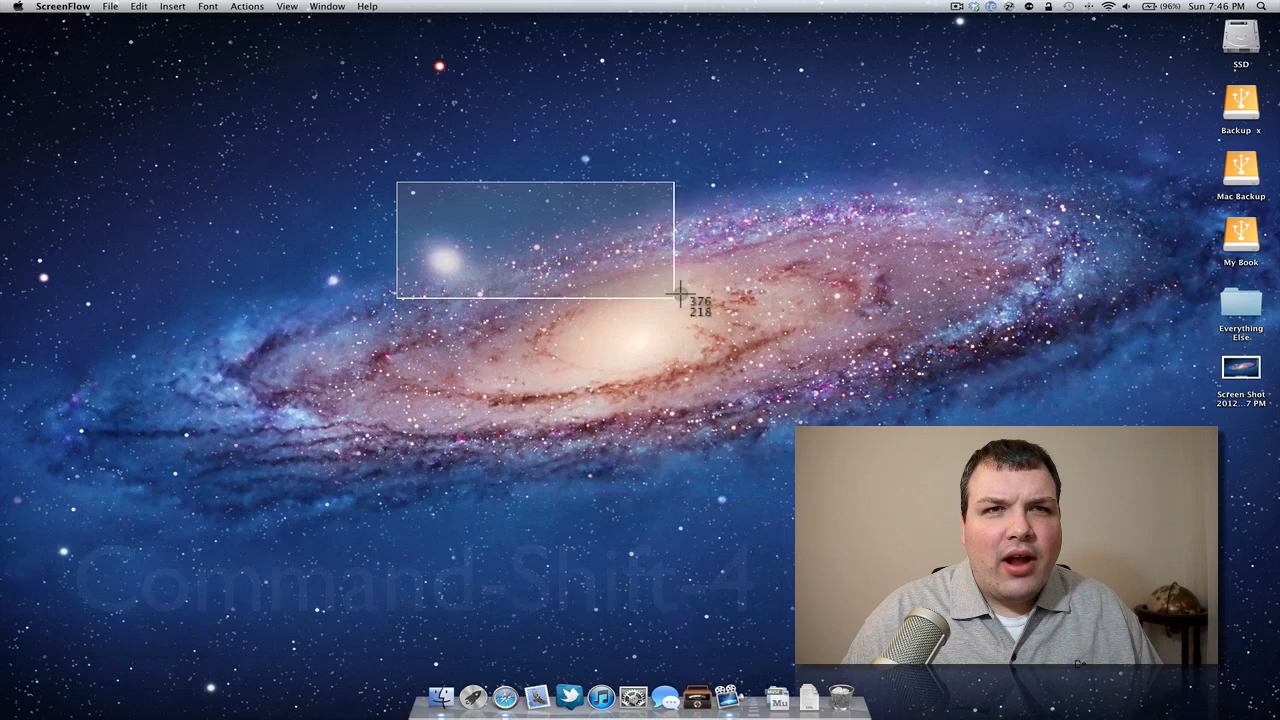 ScreenFlow File Edit Insert Font Actions View Window Help (96%) Sun 7:46 PM
SSD
Backup x
Mac Backup
My Book
376
218
Everything
Else
Screen Shot
2012...7 PM
Command-Shift-4
Mu